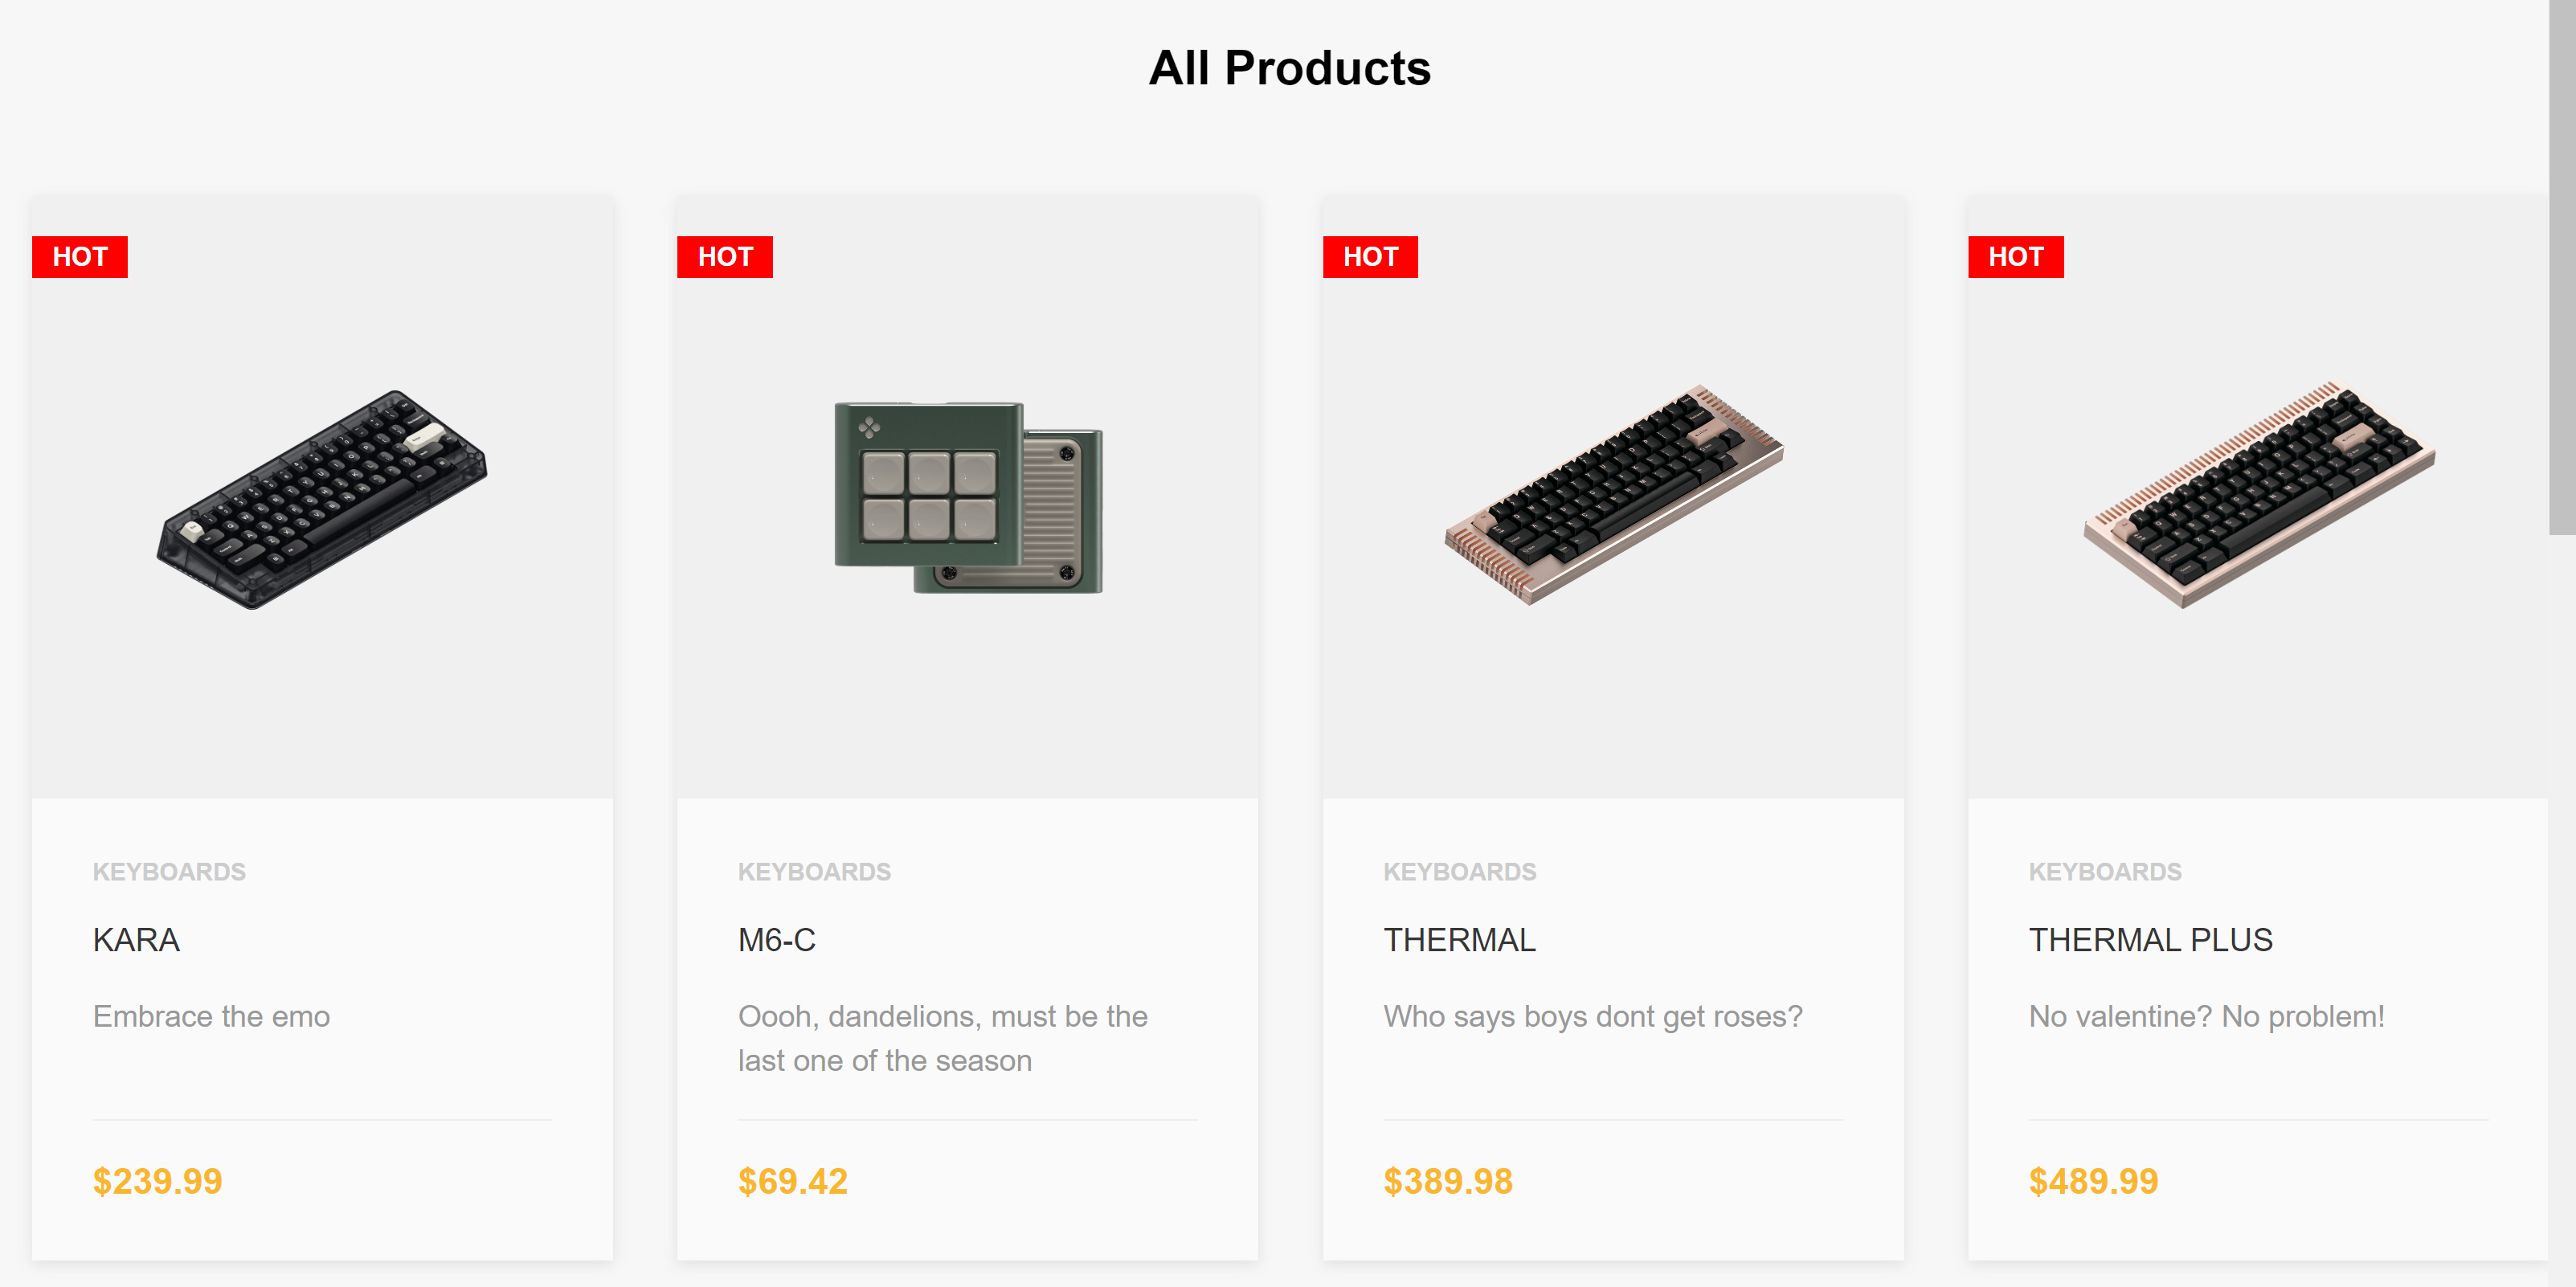 All Products
HOT
KEYBOARDS
KARA
Embrace the emo
$239.99
HOT
KEYBOARDS
M6-C
Oooh, dandelions, must be the
last one of the season
$69.42
HOT
KEYBOARDS
THERMAL
Who says boys dont get roses?
$389.98
HOT
KEYBOARDS
THERMAL PLUS
No valentine? No problem!
$489.99